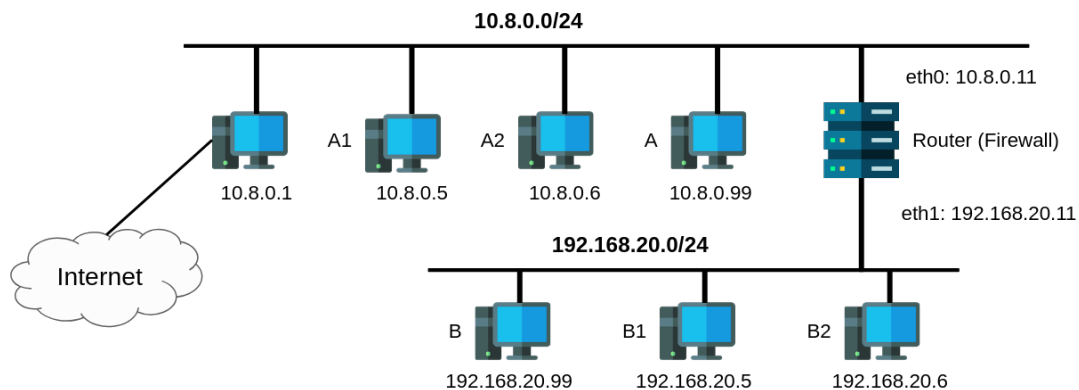 10.8.0.0/24
eth0: 10.8.0.11
A1
A2
A
Router (Firewall)
10.8.0.1
10.8.0.5
10.8.0.6
10.8.0.99
eth1: 192.168.20.11
192.168.20.0/24
Internet
B
B1
B2
192.168.20.99
192.168.20.5
192.168.20.6